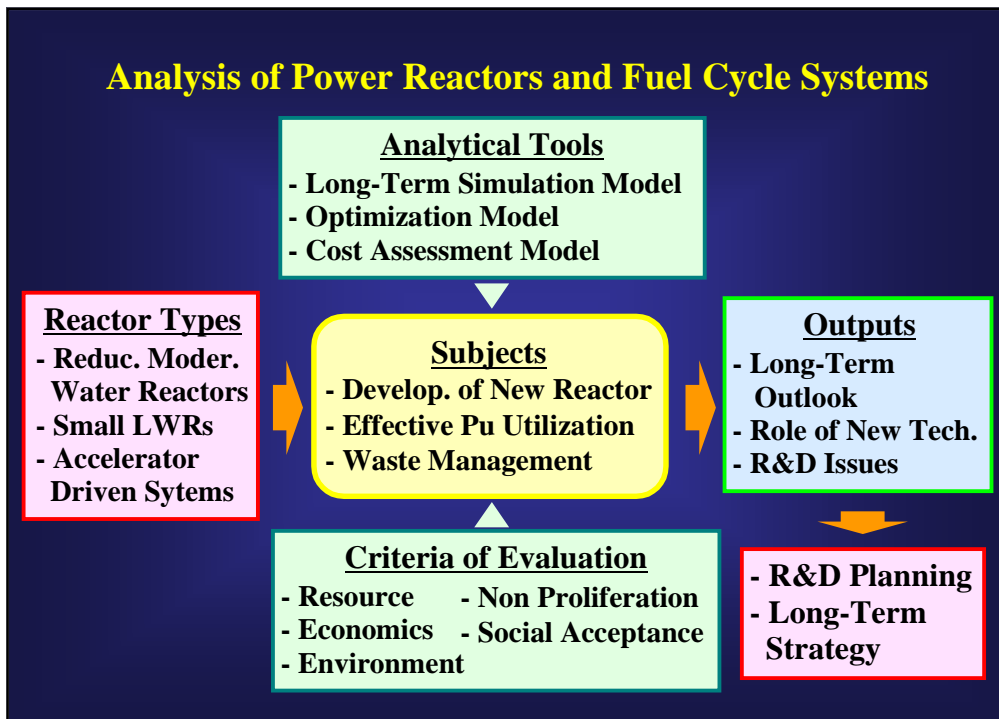 Analysis of Power Reactors and Fuel Cycle Systems
Analytical Tools
- Long-Term Simulation Model
- Optimization Model
- Cost Assessment Model
Reactor Types
- Reduc. Moder.
Water Reactors
- Small LWRs
- Accelerator
Driven Sytems
Subjects
- Develop. of New Reactor
- Effective Pu Utilization
- Waste Management
Outputs
- Long-Term
Outlook
- Role of New Tech.
- R&D Issues
Criteria of Evaluation
- Resource
- Economics
- Environment
- Non Proliferation
- Social Acceptance
- R&D Planning
- Long-Term
Strategy